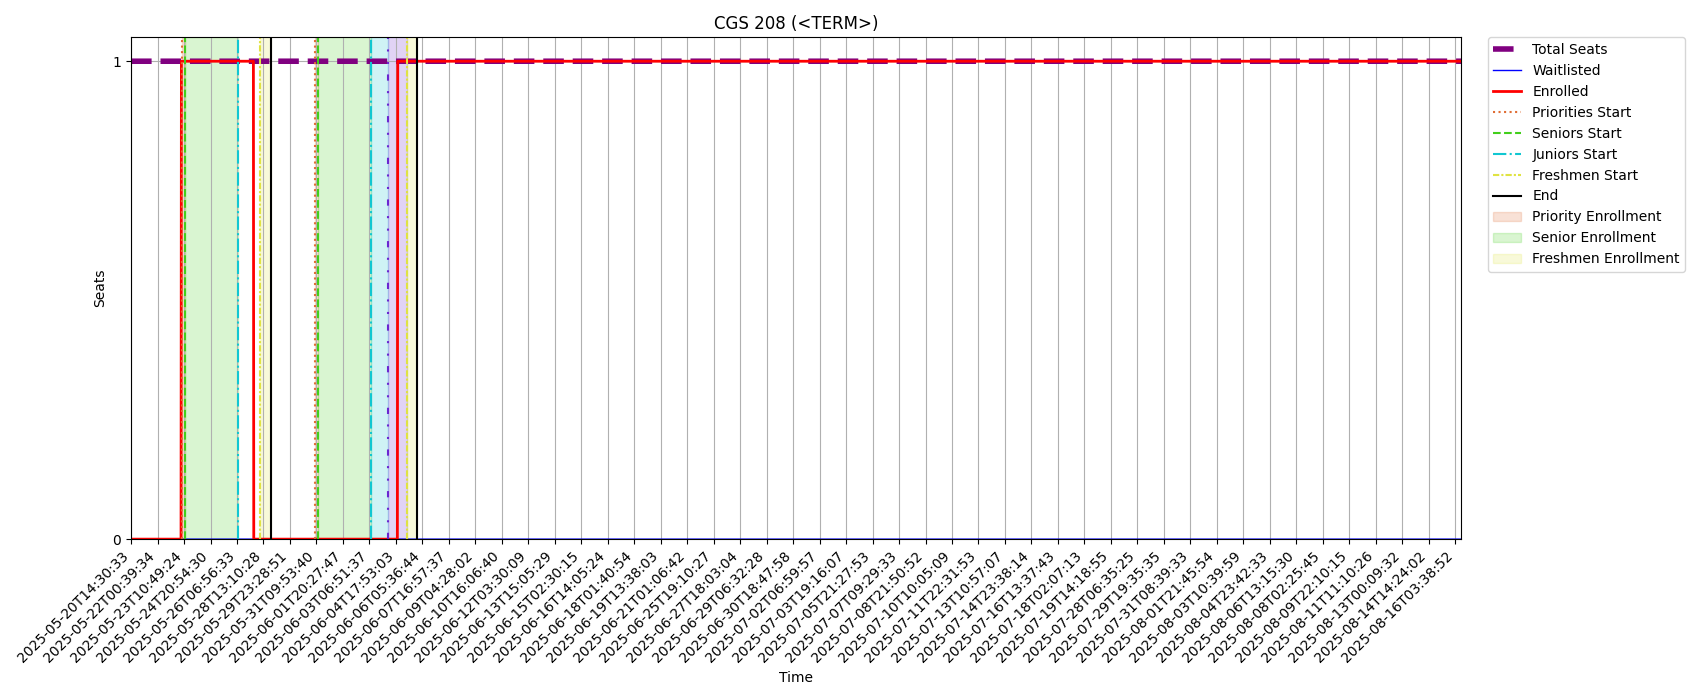 CGS 208 (<TERM>)
Total Seats
Waitlisted
Enrolled
Priorities Start
Seniors Start
Juniors Start
Freshmen Start
End
Priority Enrollment
Senior Enrollment
Freshmen Enrollment
Seats
1
0
2025-05-20T14:30:33
2025-05-22T00:39:34
2025-05-23T10:49:24
2025-05-24T20:54:30
2025-05-26T06:56:33
2025-05-28T13:10:28
2025-05-29T23:28:51
2025-05-31T09:53:40
2025-06-01T20:27:47
2025-06-03T06:51:37
2025-06-04T17:53:03
2025-06-06T05:36:44
2025-06-07T16:57:37
2025-06-09T04:28:02
2025-06-10T16:06:40
2025-06-12T03:30:09
2025-06-13T15:05:29
2025-06-15T02:30:15
2025-06-16T14:05:24
2025-06-18T01:40:54
2025-06-19T13:38:03
2025-06-21T01:06:42
2025-06-25T19:10:27
2025-06-27T18:03:04
2025-06-29T06:32:28
2025-06-30T18:47:58
2025-07-02T06:59:57
2025-07-03T19:16:07
2025-07-05T21:27:53
2025-07-07T09:29:33
2025-07-08T21:50:52
2025-07-10T10:05:09
2025-07-11T22:31:53
2025-07-13T10:57:07
2025-07-14T23:38:14
2025-07-16T13:37:43
2025-07-18T02:07:13
2025-07-19T14:18:55
2025-07-28T06:35:25
2025-07-29T19:35:35
2025-07-31T08:39:33
2025-08-01T21:45:54
2025-08-03T10:39:59
2025-08-04T23:42:33
2025-08-06T13:15:30
2025-08-08T02:25:45
2025-08-09T22:10:15
2025-08-11T11:10:26
2025-08-13T00:09:32
2025-08-14T14:24:02
2025-08-16T03:38:52
Time